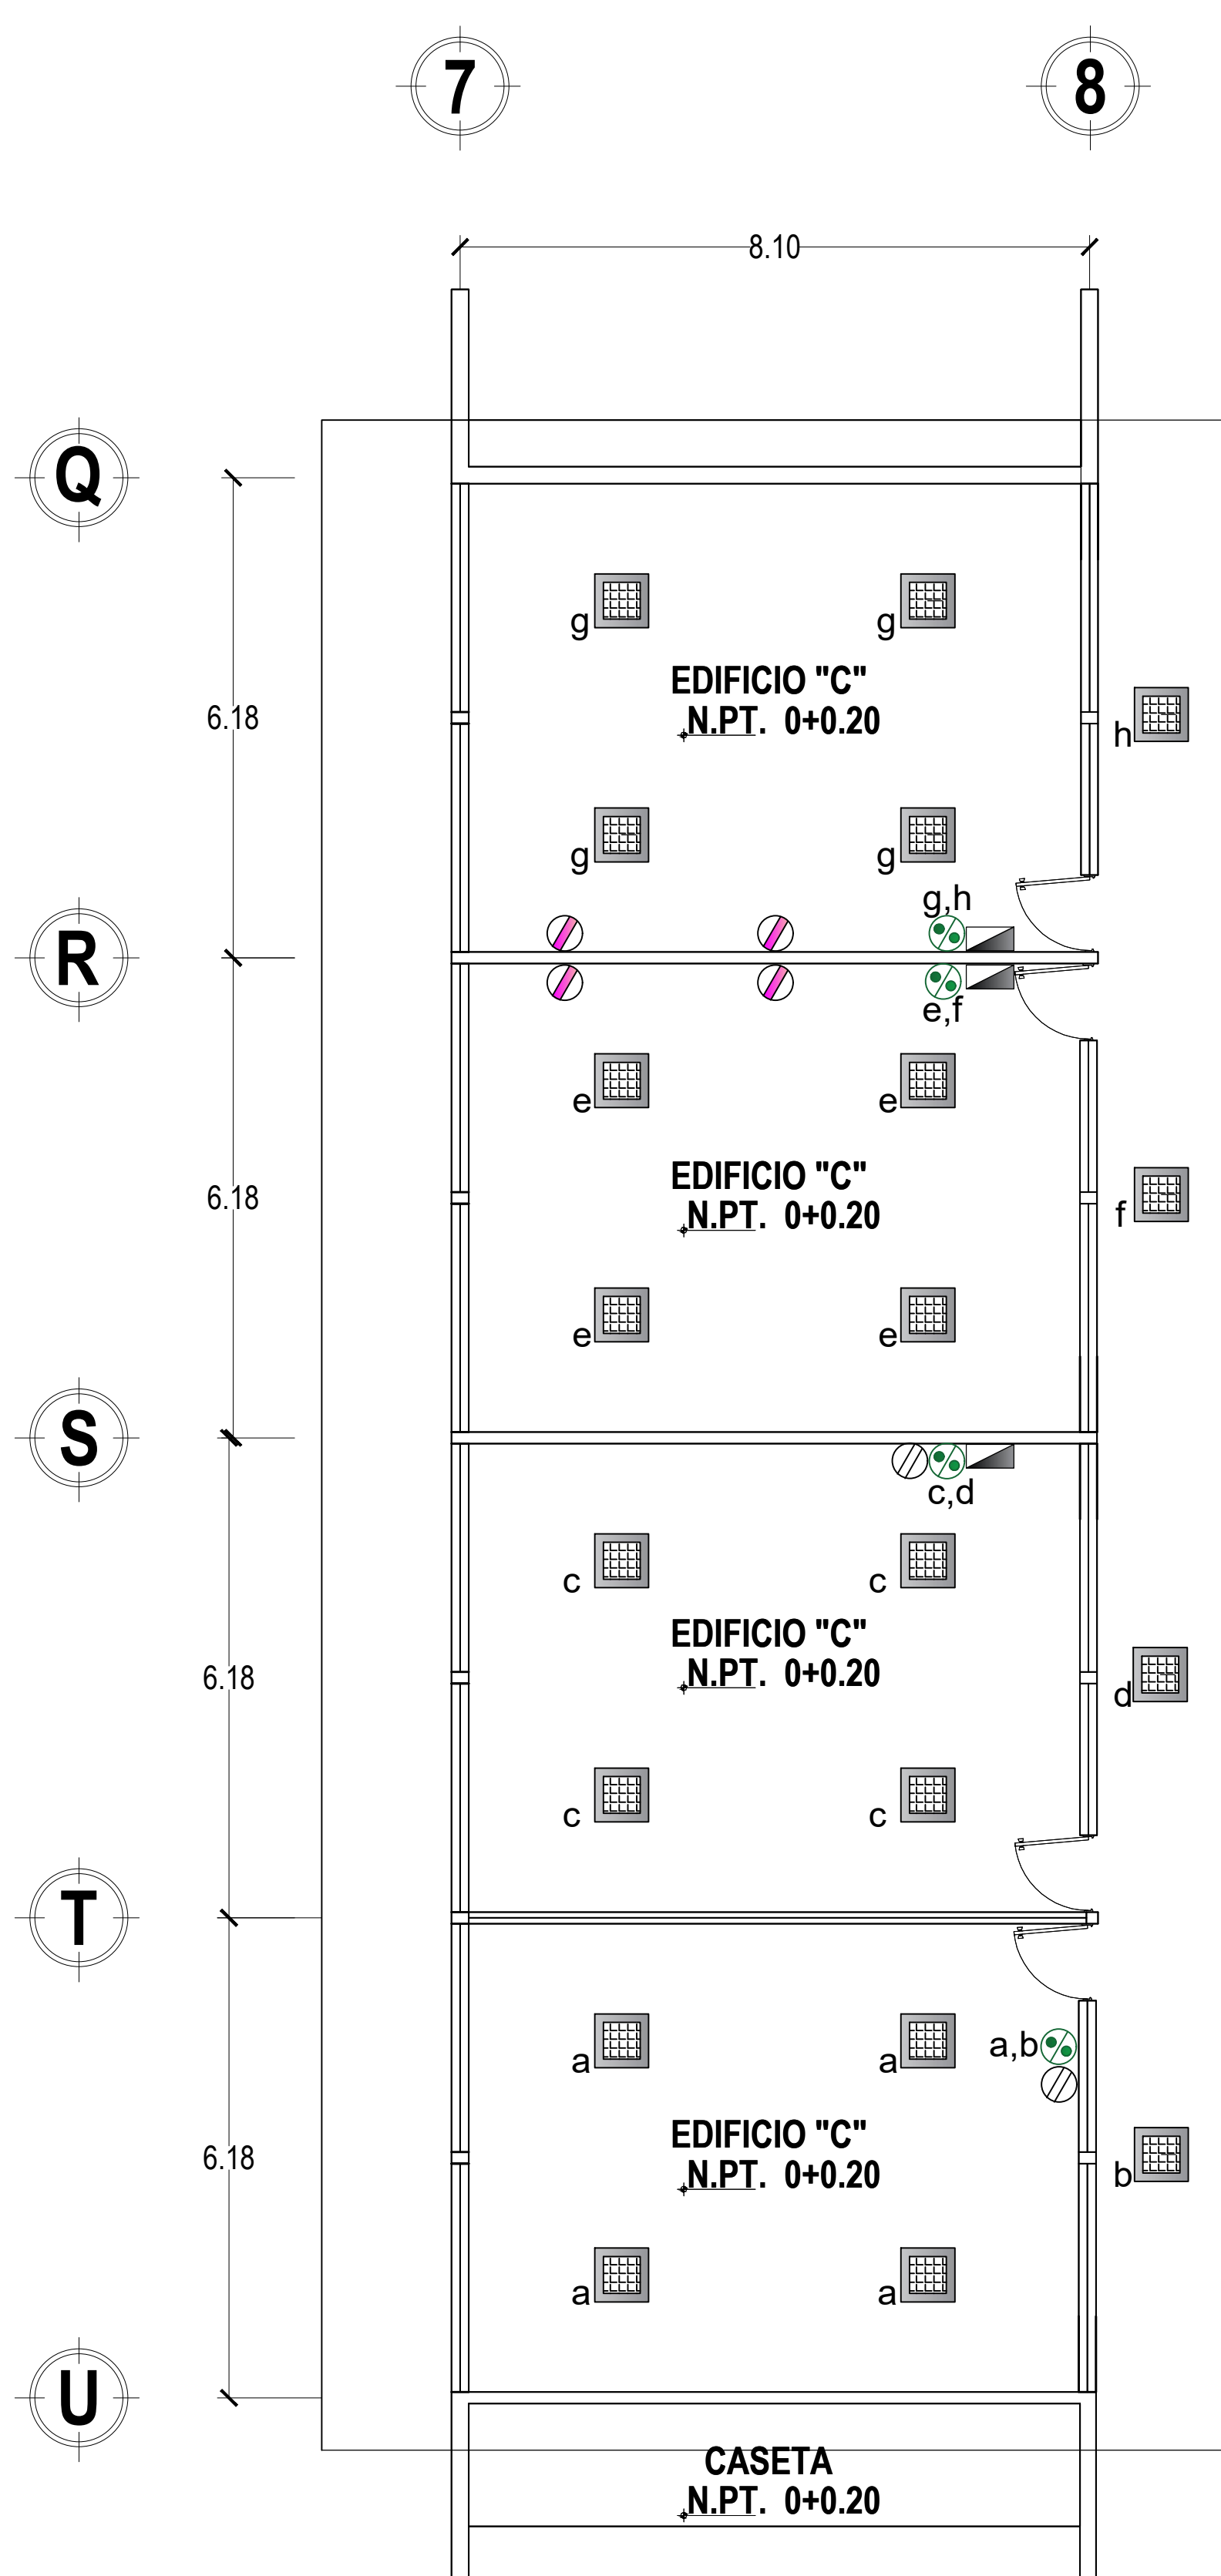 7
8
8.10
Q
g
g
EDIFICIO "C"
N.PT. 0+0.20
6.18
h
g
g
g,h
R
e,f
e
e
EDIFICIO "C"
6.18
N.PT. 0+0.20
f
e
e
S
c,d
c
c
EDIFICIO "C"
N.PT. 0+0.20
6.18
d
c
c
T
a,b
a
a
EDIFICIO "C"
6.18
N.PT. 0+0.20
b
a
a
U
CASETA
N.PT. 0+0.20